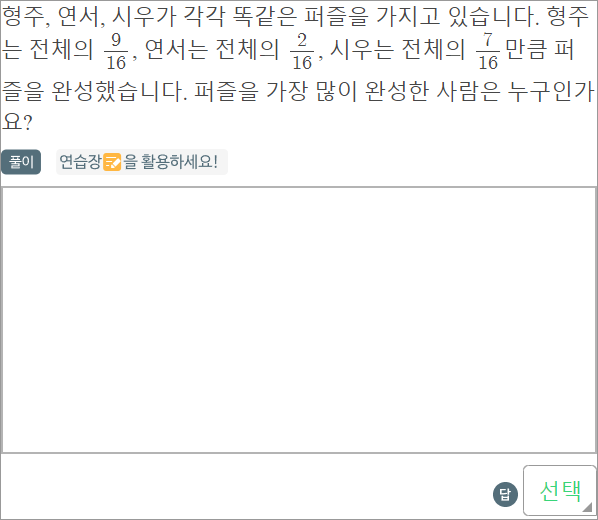 형주, 연서, 시우가 각각 똑같은 퍼즐을 가지고 있습니다. 형주
는 전체의 9/16, 연서는 전체의 2/16, 시우는 전체의 7/16만큼 퍼
즐을 완성했습니다. 퍼즐을 가장 많이 완성한 사람은 누구인가
요?
풀이 연습장을 활용하세요!
답 선택